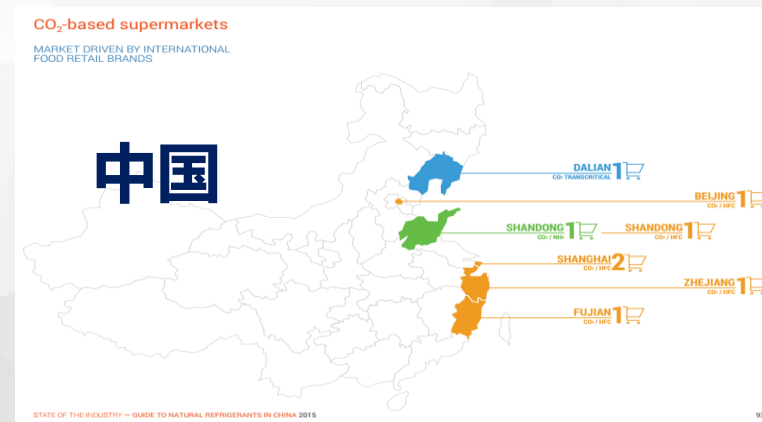 CO₂-based supermarkets
MARKET DRIVEN BY INTERNATIONAL
FOOD RETAIL BRANDS
中国
DALIAN 1
CO₂ TRANSCRITICAL
BEIJING 1
CO₂ / HFC
SHANDONG 1
CO₂ / NH₃
SHANDONG 1
CO₂ / HFC
SHANGHAI 2
CO₂ / HFC
ZHEJIANG 1
CO₂ / HFC
FUJIAN 1
CO₂ / HFC
STATE OF THE INDUSTRY — GUIDE TO NATURAL REFRIGERANTS IN CHINA 2015